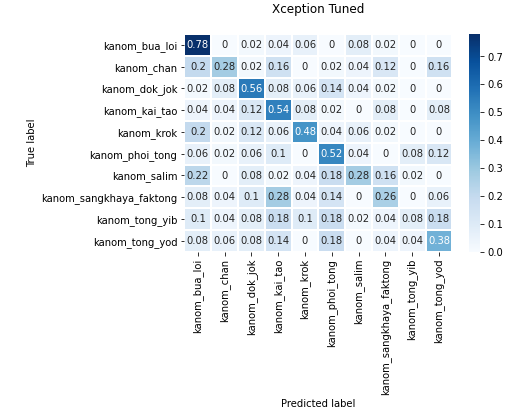 Xception Tuned
True label
kanom_bua_loi 0.78 0 0.02 0.04 0.06 0 0.08 0.02 0 0
kanom_chan 0.2 0.28 0.02 0.16 0 0.02 0.04 0.12 0 0.16
kanom_dok_jok 0.02 0.08 0.56 0.08 0.06 0.14 0.04 0.02 0 0
kanom_kai_tao 0.04 0.04 0.12 0.54 0.08 0.02 0 0.08 0 0.08
kanom_krok 0.2 0.02 0.12 0.06 0.48 0.04 0.06 0.02 0 0
kanom_phoi_tong 0.06 0.02 0.06 0.1 0 0.52 0.04 0 0.08 0.12
kanom_salim 0.22 0 0.08 0.02 0.04 0.18 0.28 0.16 0.02 0
kanom_sangkhaya_faktong 0.08 0.04 0.1 0.28 0.04 0.14 0 0.26 0 0.06
kanom_tong_yib 0.1 0.04 0.08 0.18 0.1 0.18 0.02 0.04 0.08 0.18
kanom_tong_yod 0.08 0.06 0.08 0.14 0 0.18 0 0.04 0.04 0.38
kanom_bua_loi
kanom_chan
kanom_dok_jok
kanom_kai_tao
kanom_krok
kanom_phoi_tong
kanom_salim
kanom_sangkhaya_faktong
kanom_tong_yib
kanom_tong_yod
Predicted label
0.7
0.6
0.5
0.4
0.3
0.2
0.1
0.0